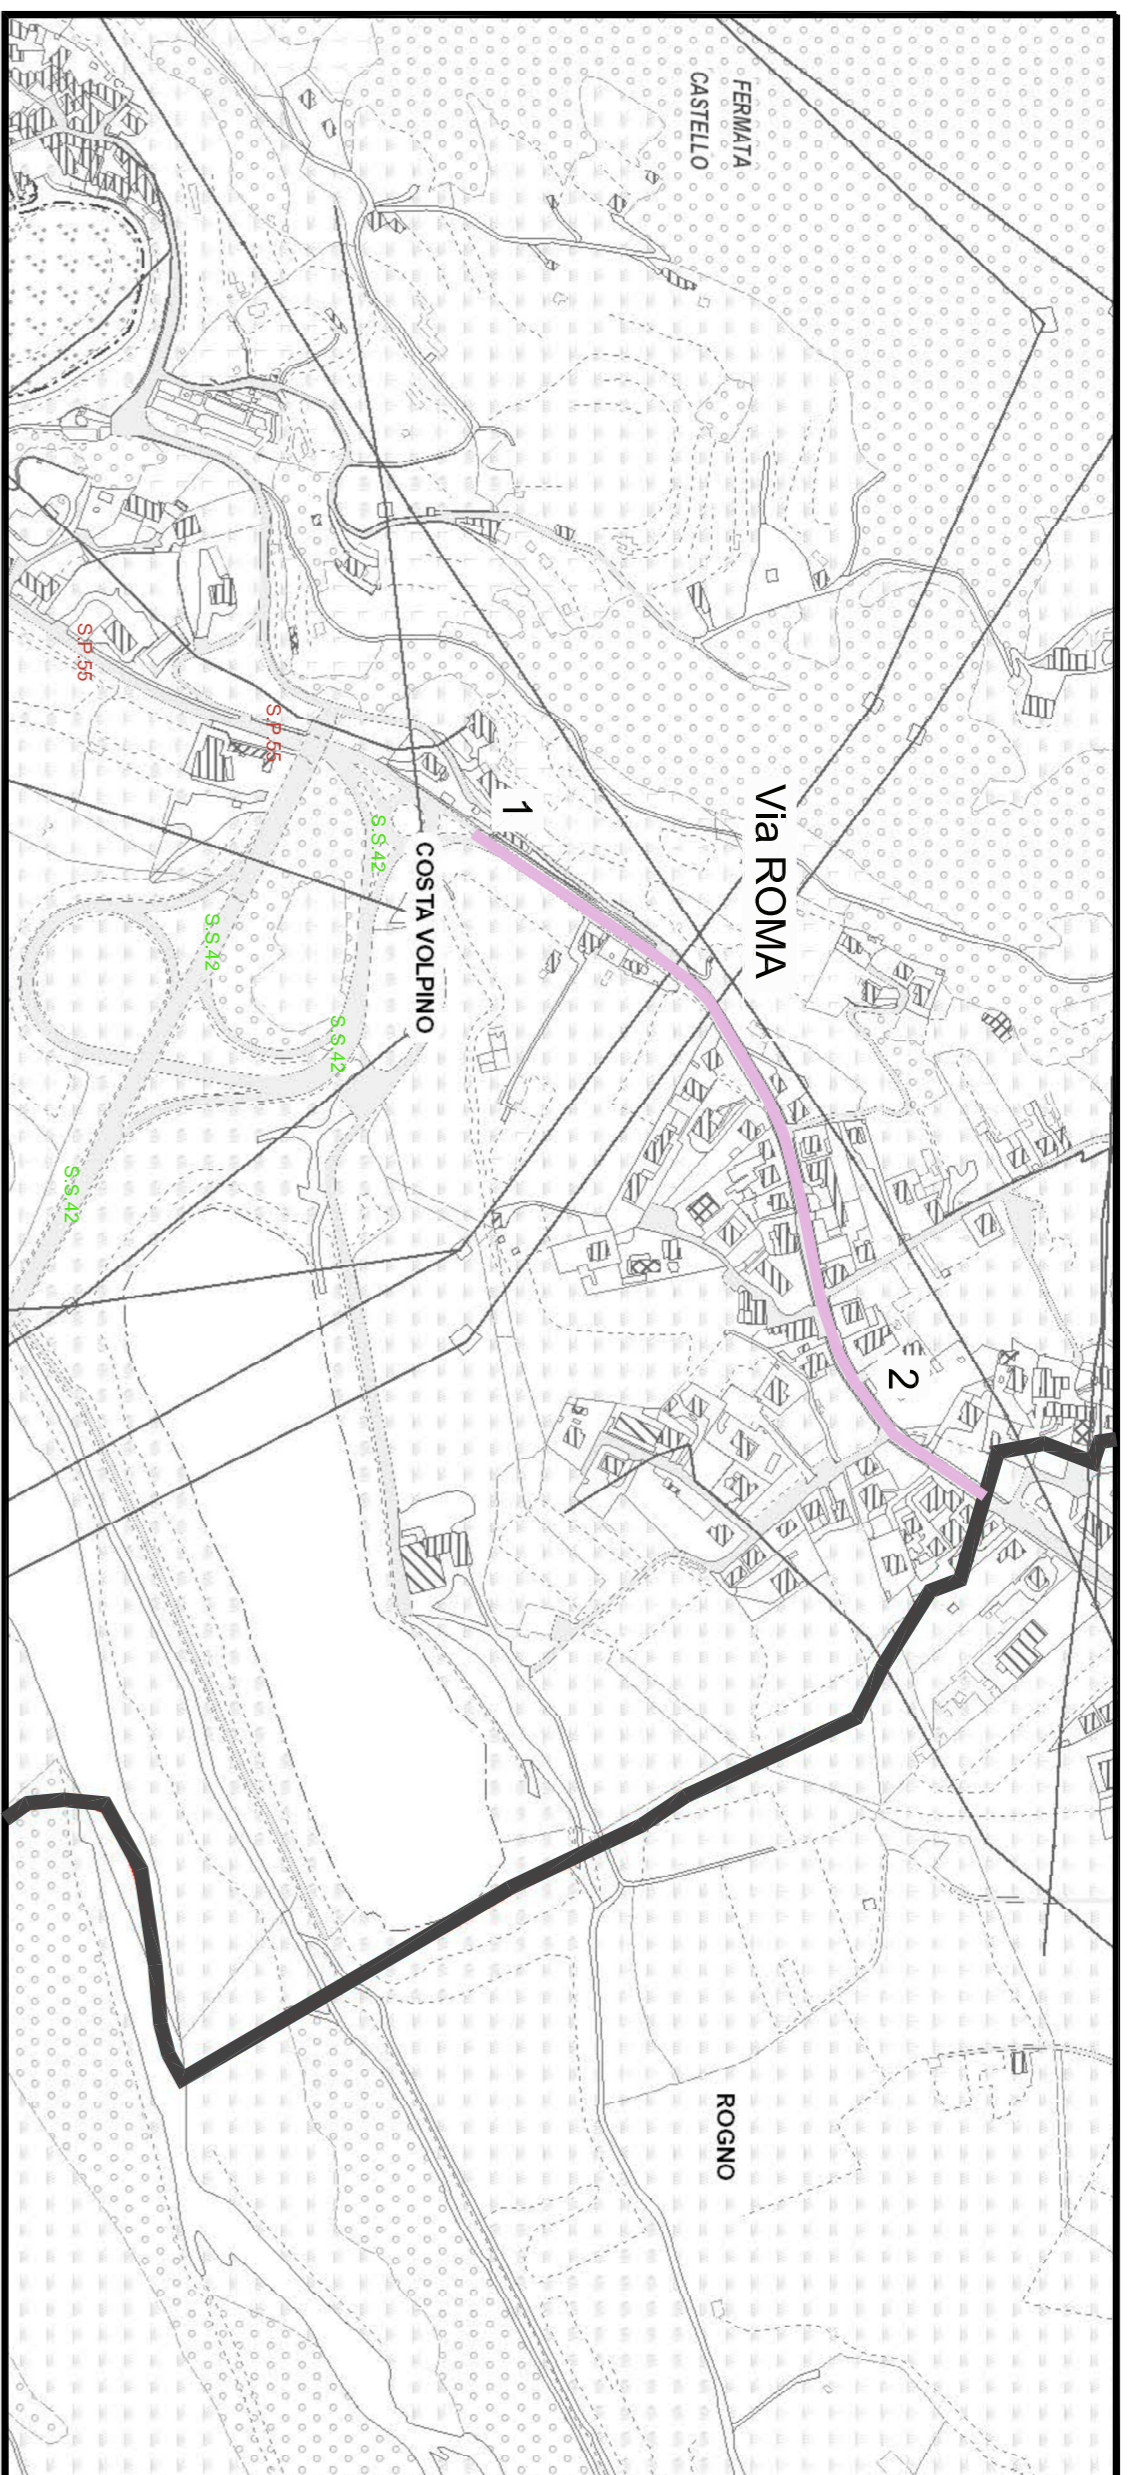 FERMATA
CASTELLO
Via ROMA
1
2
COSTA VOLPINO
ROGNO
S.P.55
S.P.55
S.S.42
S.S.42
S.S.42
S.S.42